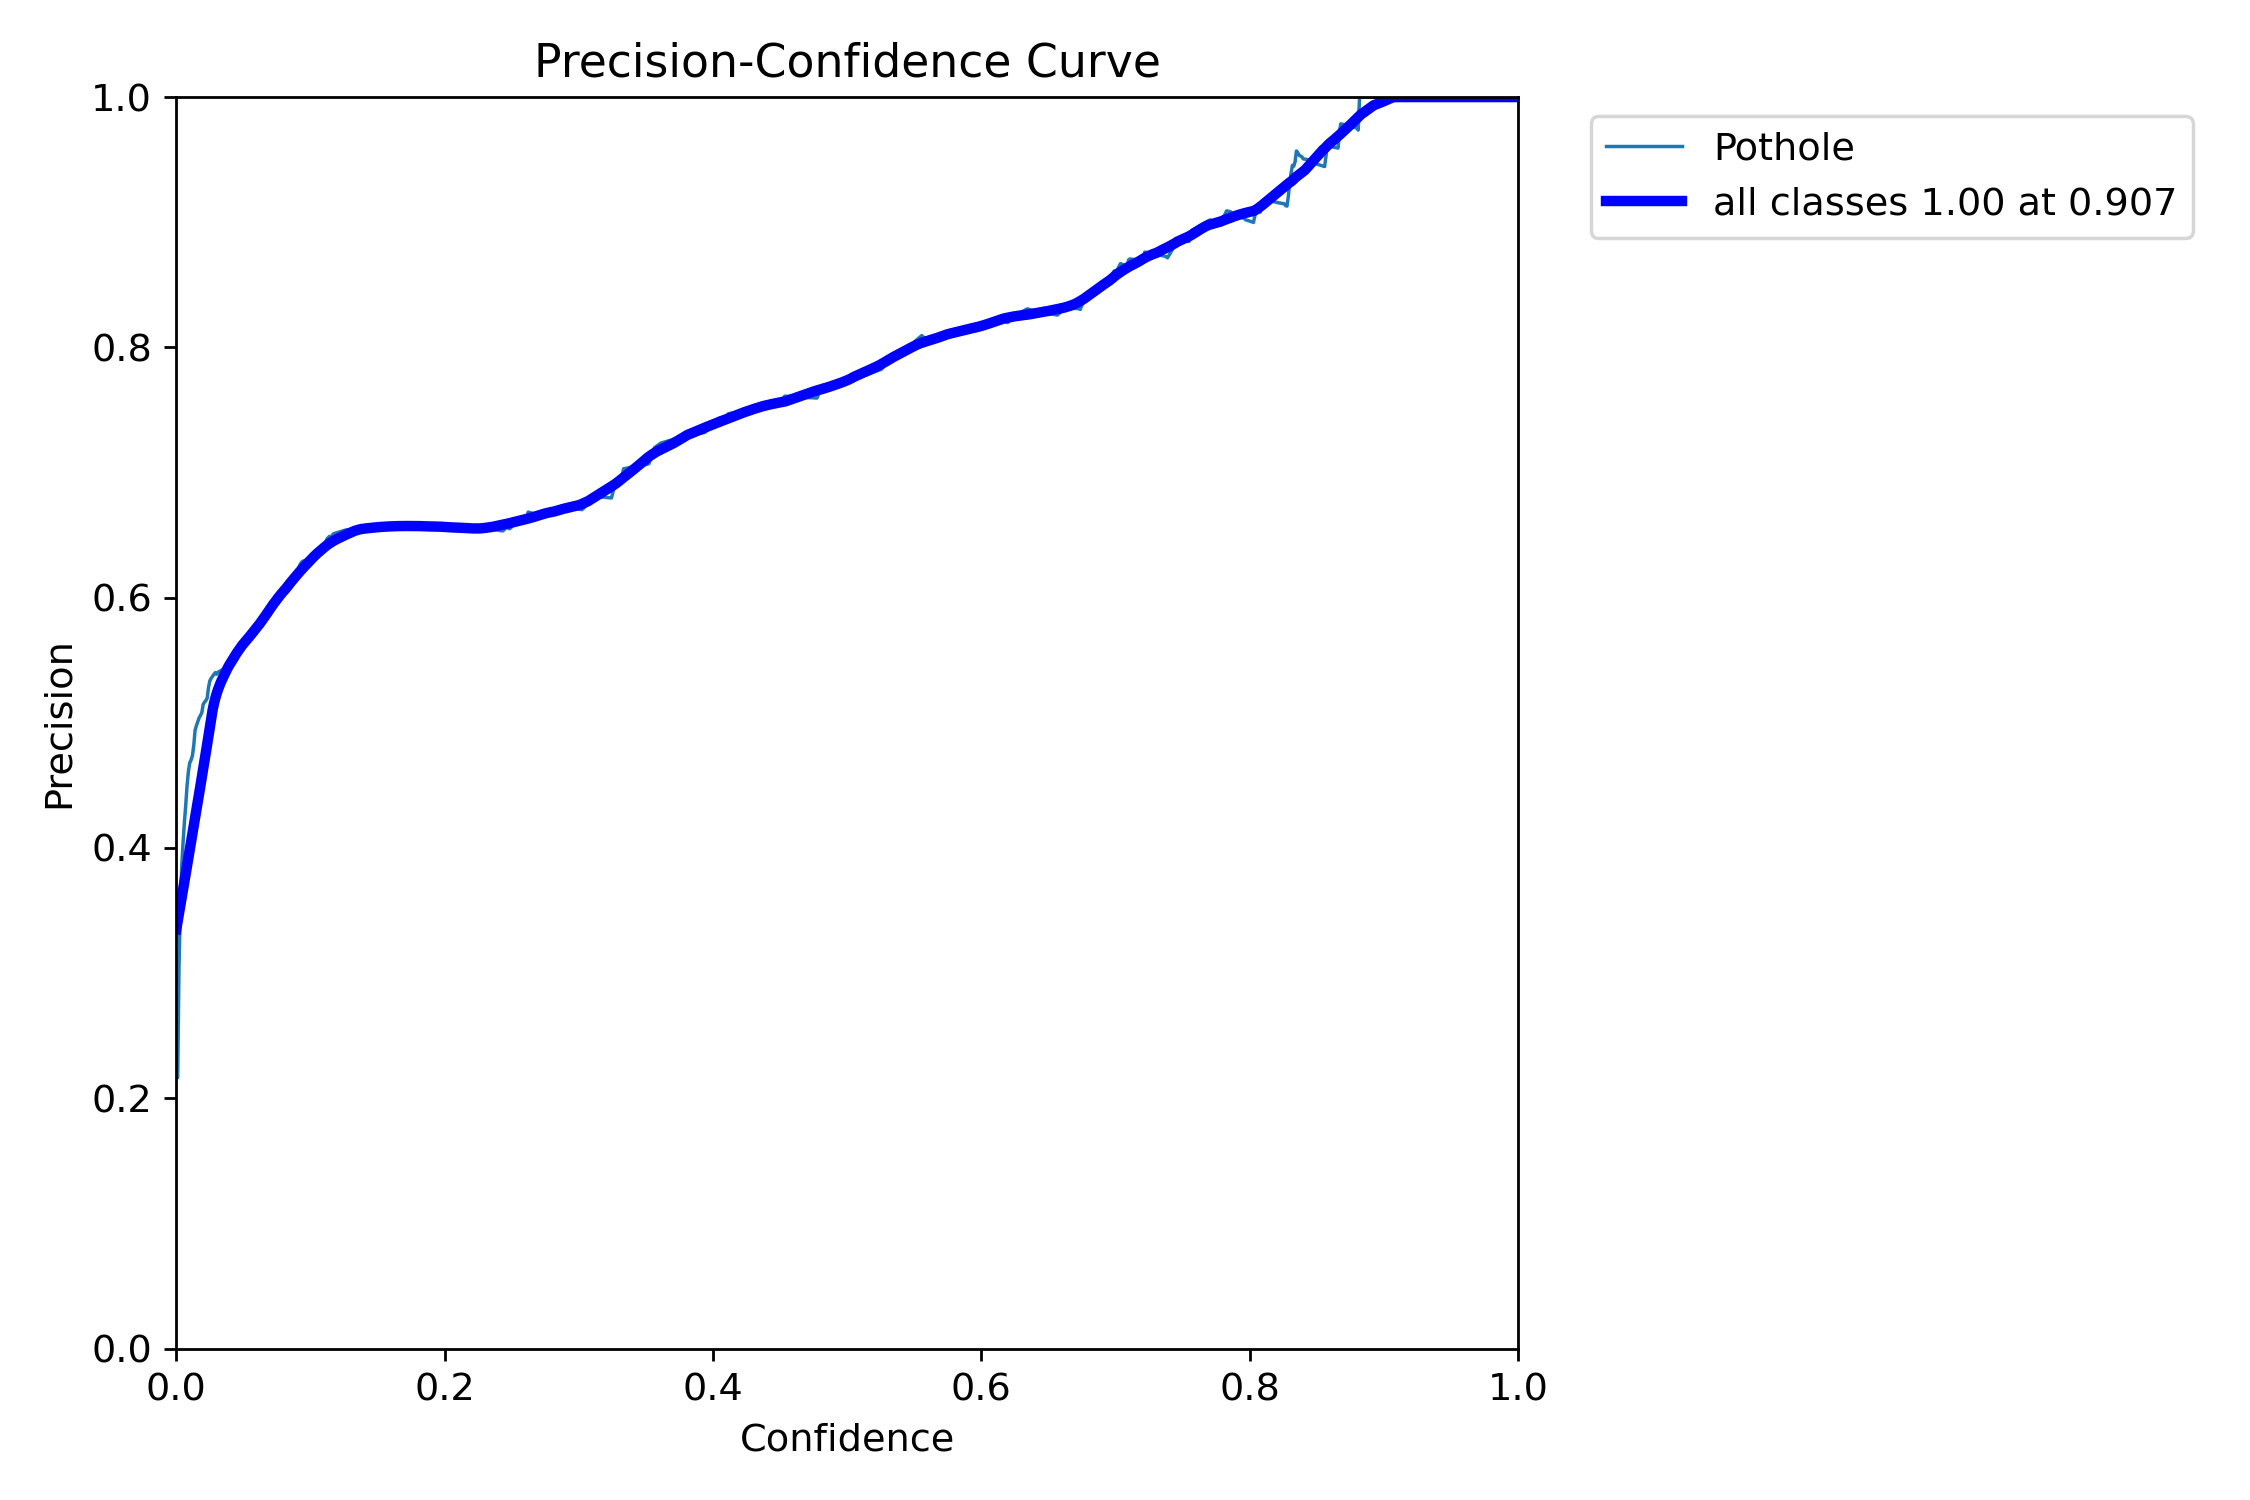 Precision-Confidence Curve
1.0
0.8
0.6
0.4
0.2
0.0
Precision
0.0 0.2 0.4 0.6 0.8 1.0
Confidence
Pothole
all classes 1.00 at 0.907